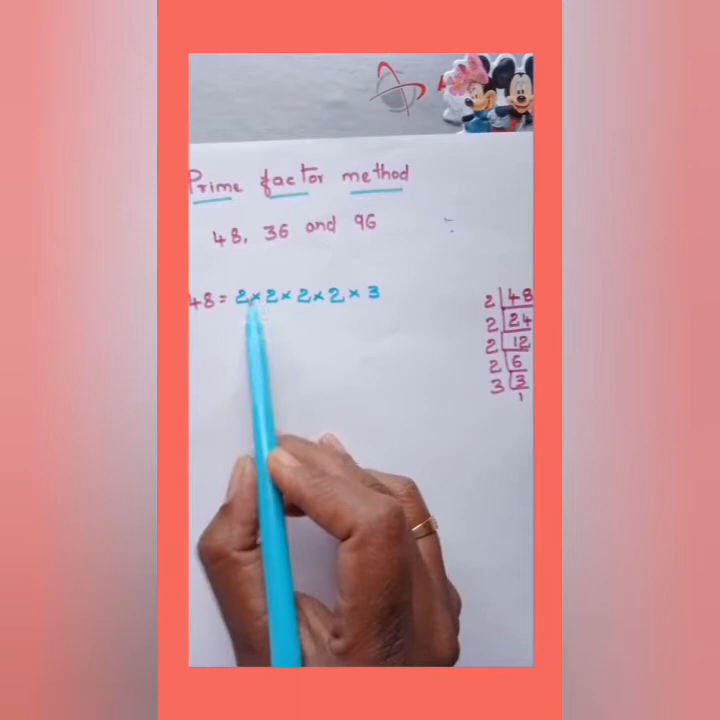 Prime factor method
48, 36 and 96
48 = 2 × 2 × 2 × 2 × 3
2 | 48
2 | 24
2 | 12
2 | 6
3 | 3
1